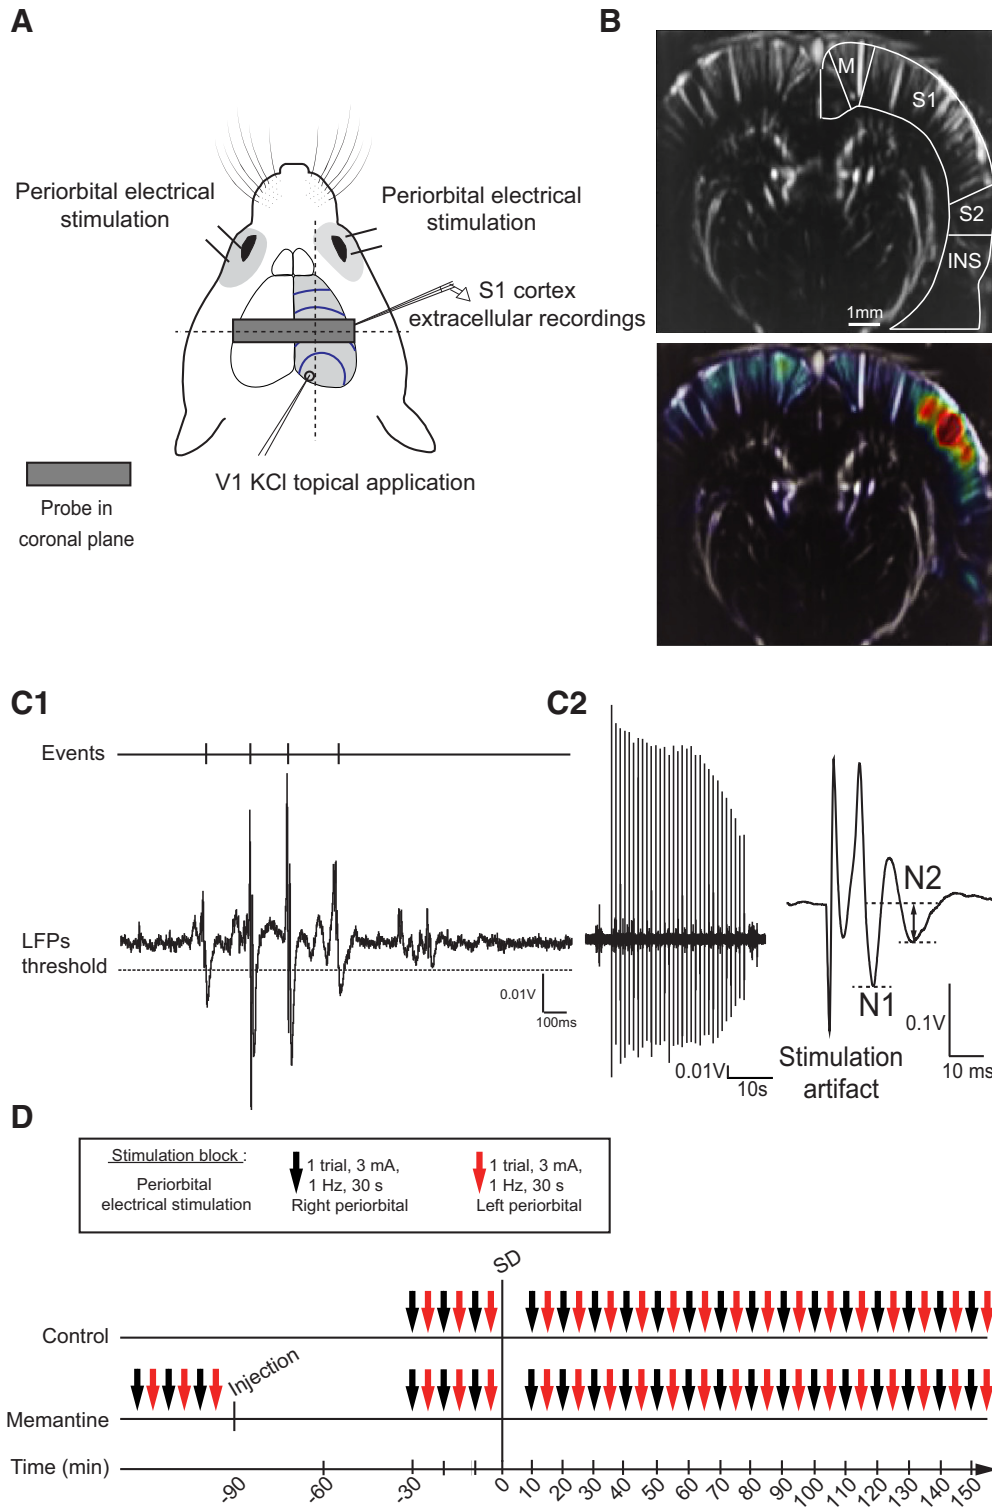 A
Periorbital electrical
stimulation
Periorbital electrical
stimulation
S1 cortex
extracellular recordings
V1 KCl topical application
Probe in
coronal plane
B
M
S1
S2
INS
1mm
C1
Events
LFPs
threshold
0.01V
100ms
C2
0.01V
10s
N2
N1
Stimulation
artifact
0.1V
10 ms
D
Stimulation block :
Periorbital
electrical stimulation
1 trial, 3 mA,
1 Hz, 30 s
Right periorbital
1 trial, 3 mA,
1 Hz, 30 s
Left periorbital
SD
Control
Injection
Memantine
Time (min)
-90 -60 -30 0 10 20 30 40 50 60 70 80 90 100 110 120 130 140 150